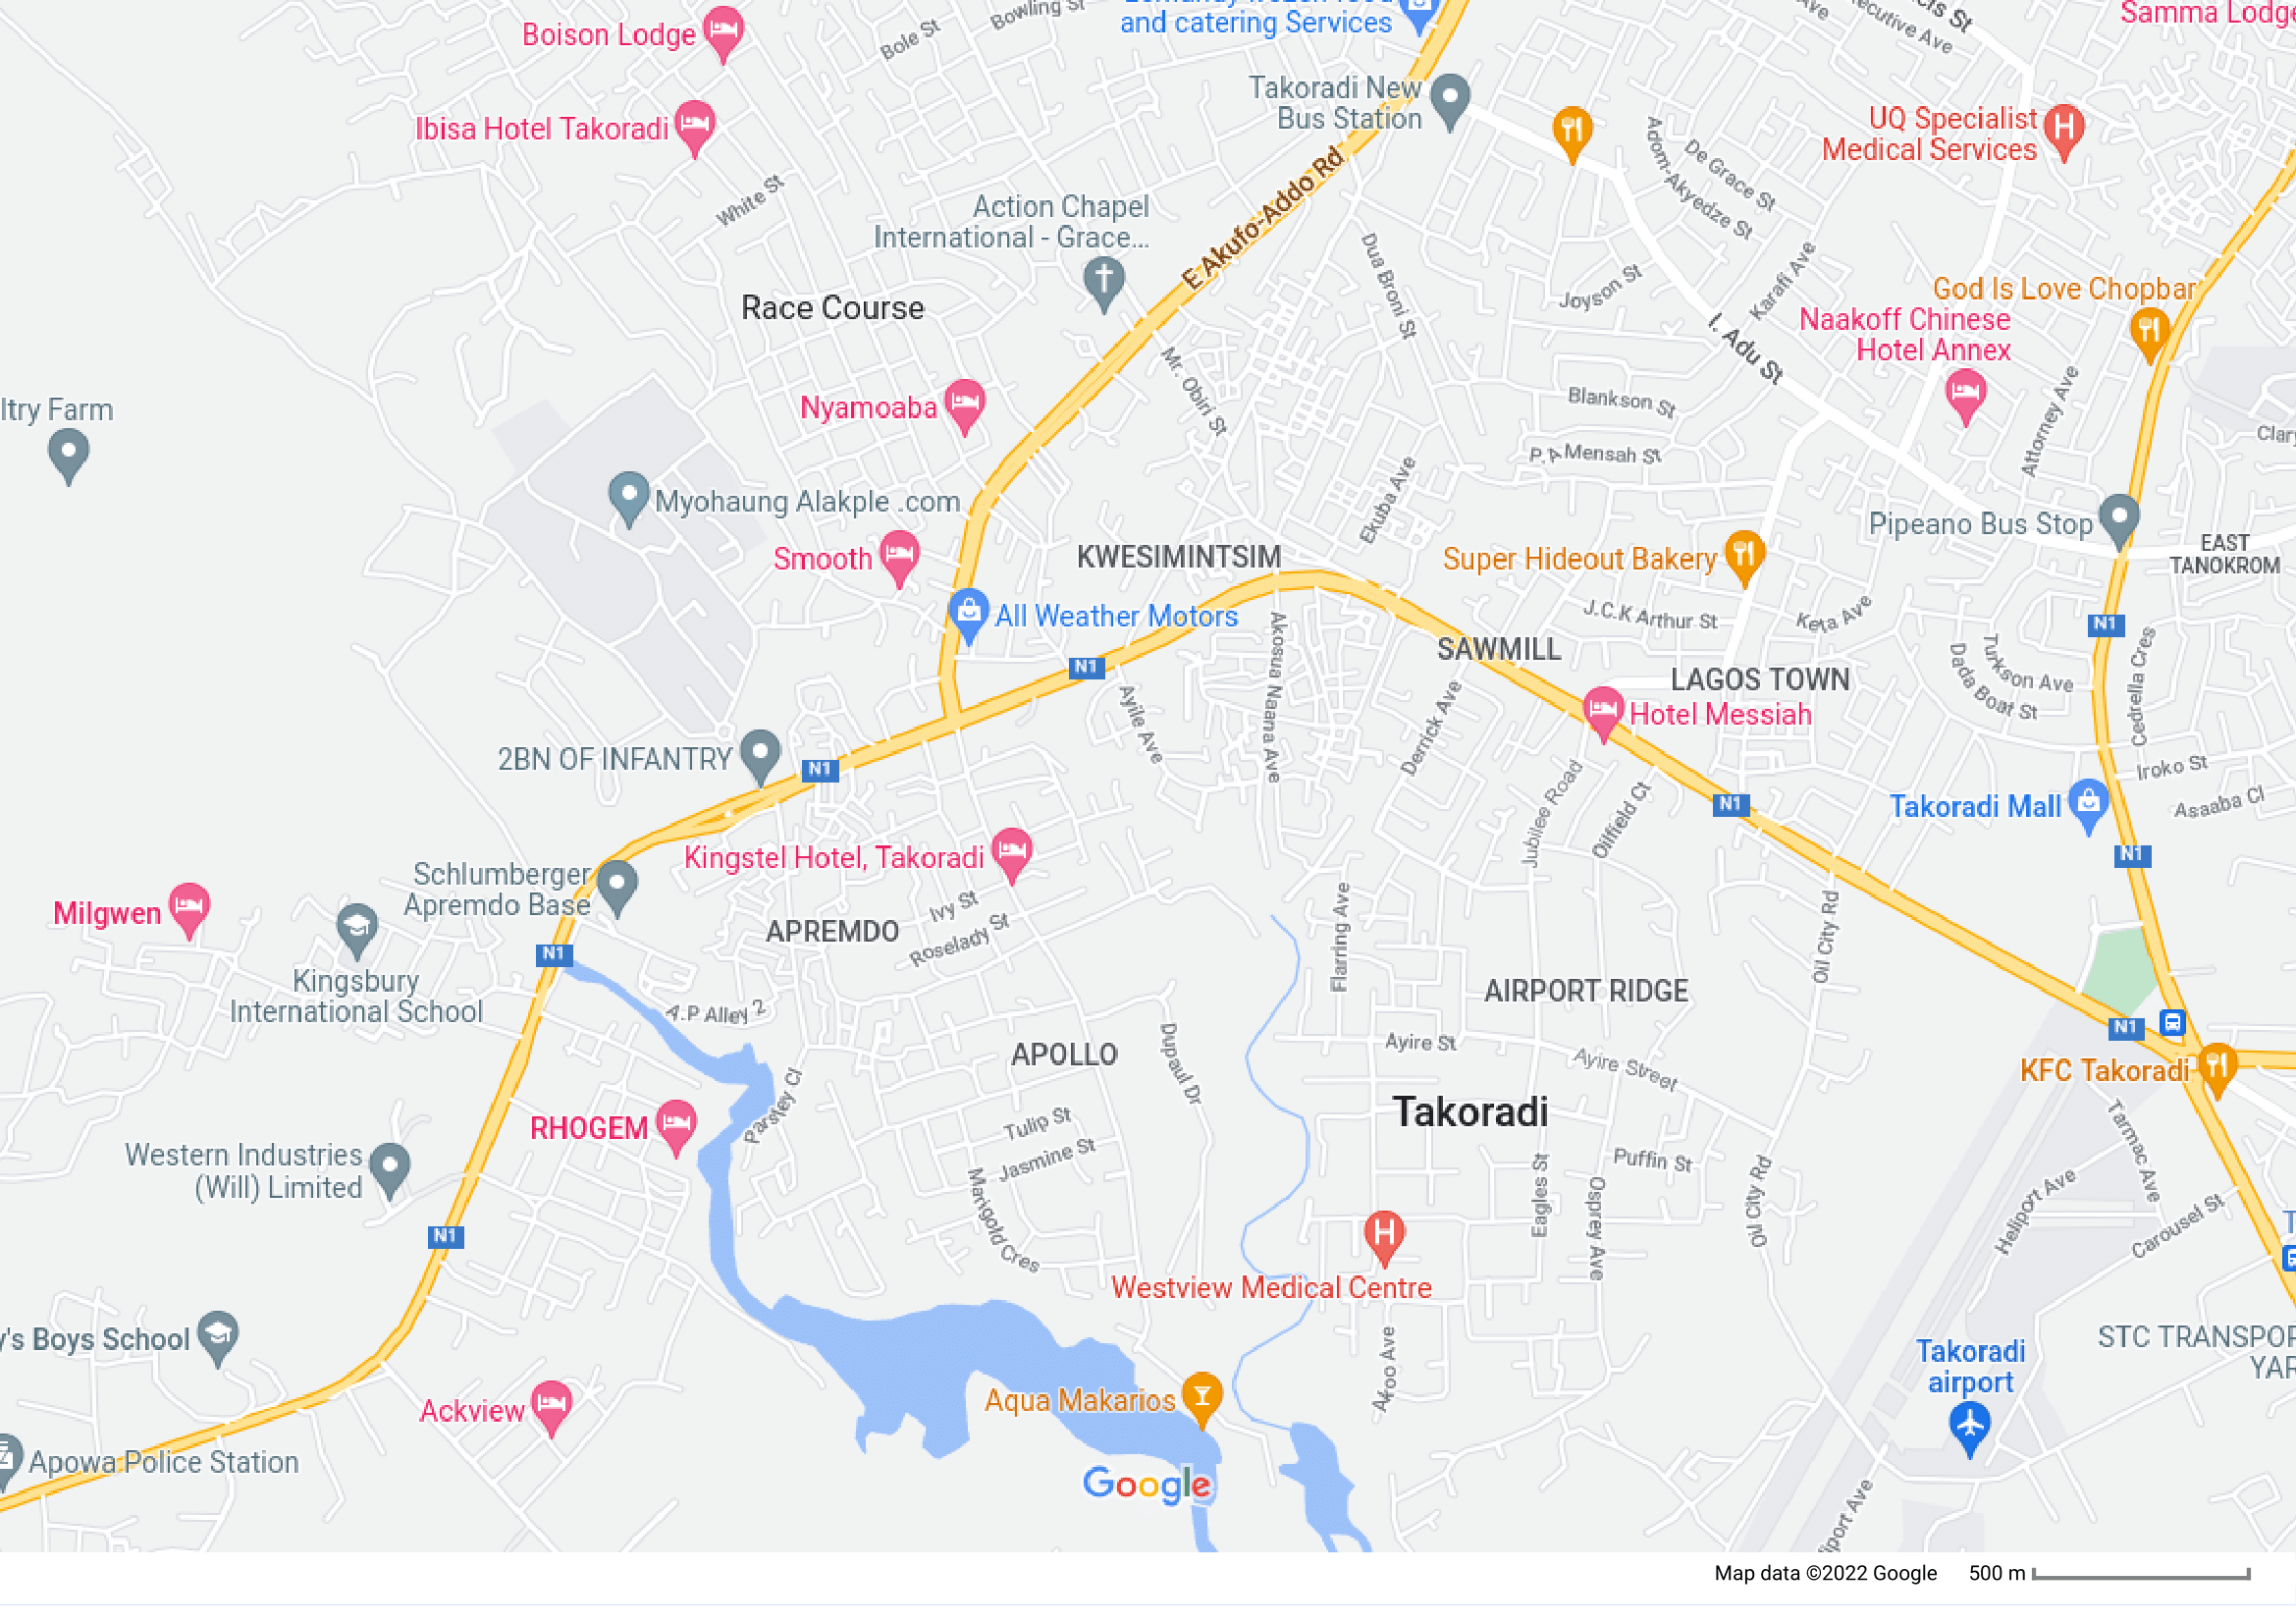 and catering Services
Boison Lodge
Bole St
Bowling St
Samma Lodge
Executive Ave
Takoradi New
Bus Station
Ibisa Hotel Takoradi
White St
UQ Specialist
Medical Services
De Grace St
Adom-Akyedze St
E Akufo-Addo Rd
Action Chapel
International - Grace...
Dua Broni St
Joyson St
Karafi Ave
God Is Love Chopbar
Race Course
Naakoff Chinese
Hotel Annex
I. Adu St
Mr. Obiri St
Blankson St
Attorney Ave
ltry Farm
Nyamoaba
P. A Mensah St
Ekuba Ave
Myohaung Alakple .com
Pipeano Bus Stop
EAST
TANOKROM
Smooth
KWESIMINTSIM
Super Hideout Bakery
All Weather Motors
J.C.K Arthur St
Keta Ave
N1
SAWMILL
LAGOS TOWN
Turkson Ave
Dada Boat St
Cedrella Cres
N1
Akosua Naana Ave
Ayile Ave
Derrick Ave
Hotel Messiah
2BN OF INFANTRY
N1
Iroko St
Asaaba Cl
Jubilee Road
Oilfield Ct
N1
Takoradi Mall
N1
Kingstel Hotel, Takoradi
Schlumberger
Apremdo Base
Milgwen
Ivy St
Roselady St
APREMDO
Flarring Ave
Oil City Rd
N1
Kingsbury
International School
A.P Alley 2
AIRPORT RIDGE
N1
APOLLO
Dupaul Dr
Ayire St
Ayire Street
KFC Takoradi
Parsley Cl
Takoradi
RHOGEM
Tulip St
Jasmine St
Marigold Cres
Western Industries
(Will) Limited
Eagles St
Puffin St
Osprey Ave
Oil City Rd
Tarmac Ave
Heliport Ave
Carousel St
N1
Westview Medical Centre
y's Boys School
Afoo Ave
Takoradi
airport
STC TRANSPOR
YAR
Ackview
Aqua Makarios
Apowa Police Station
Google
Map data ©2022 Google 500 m